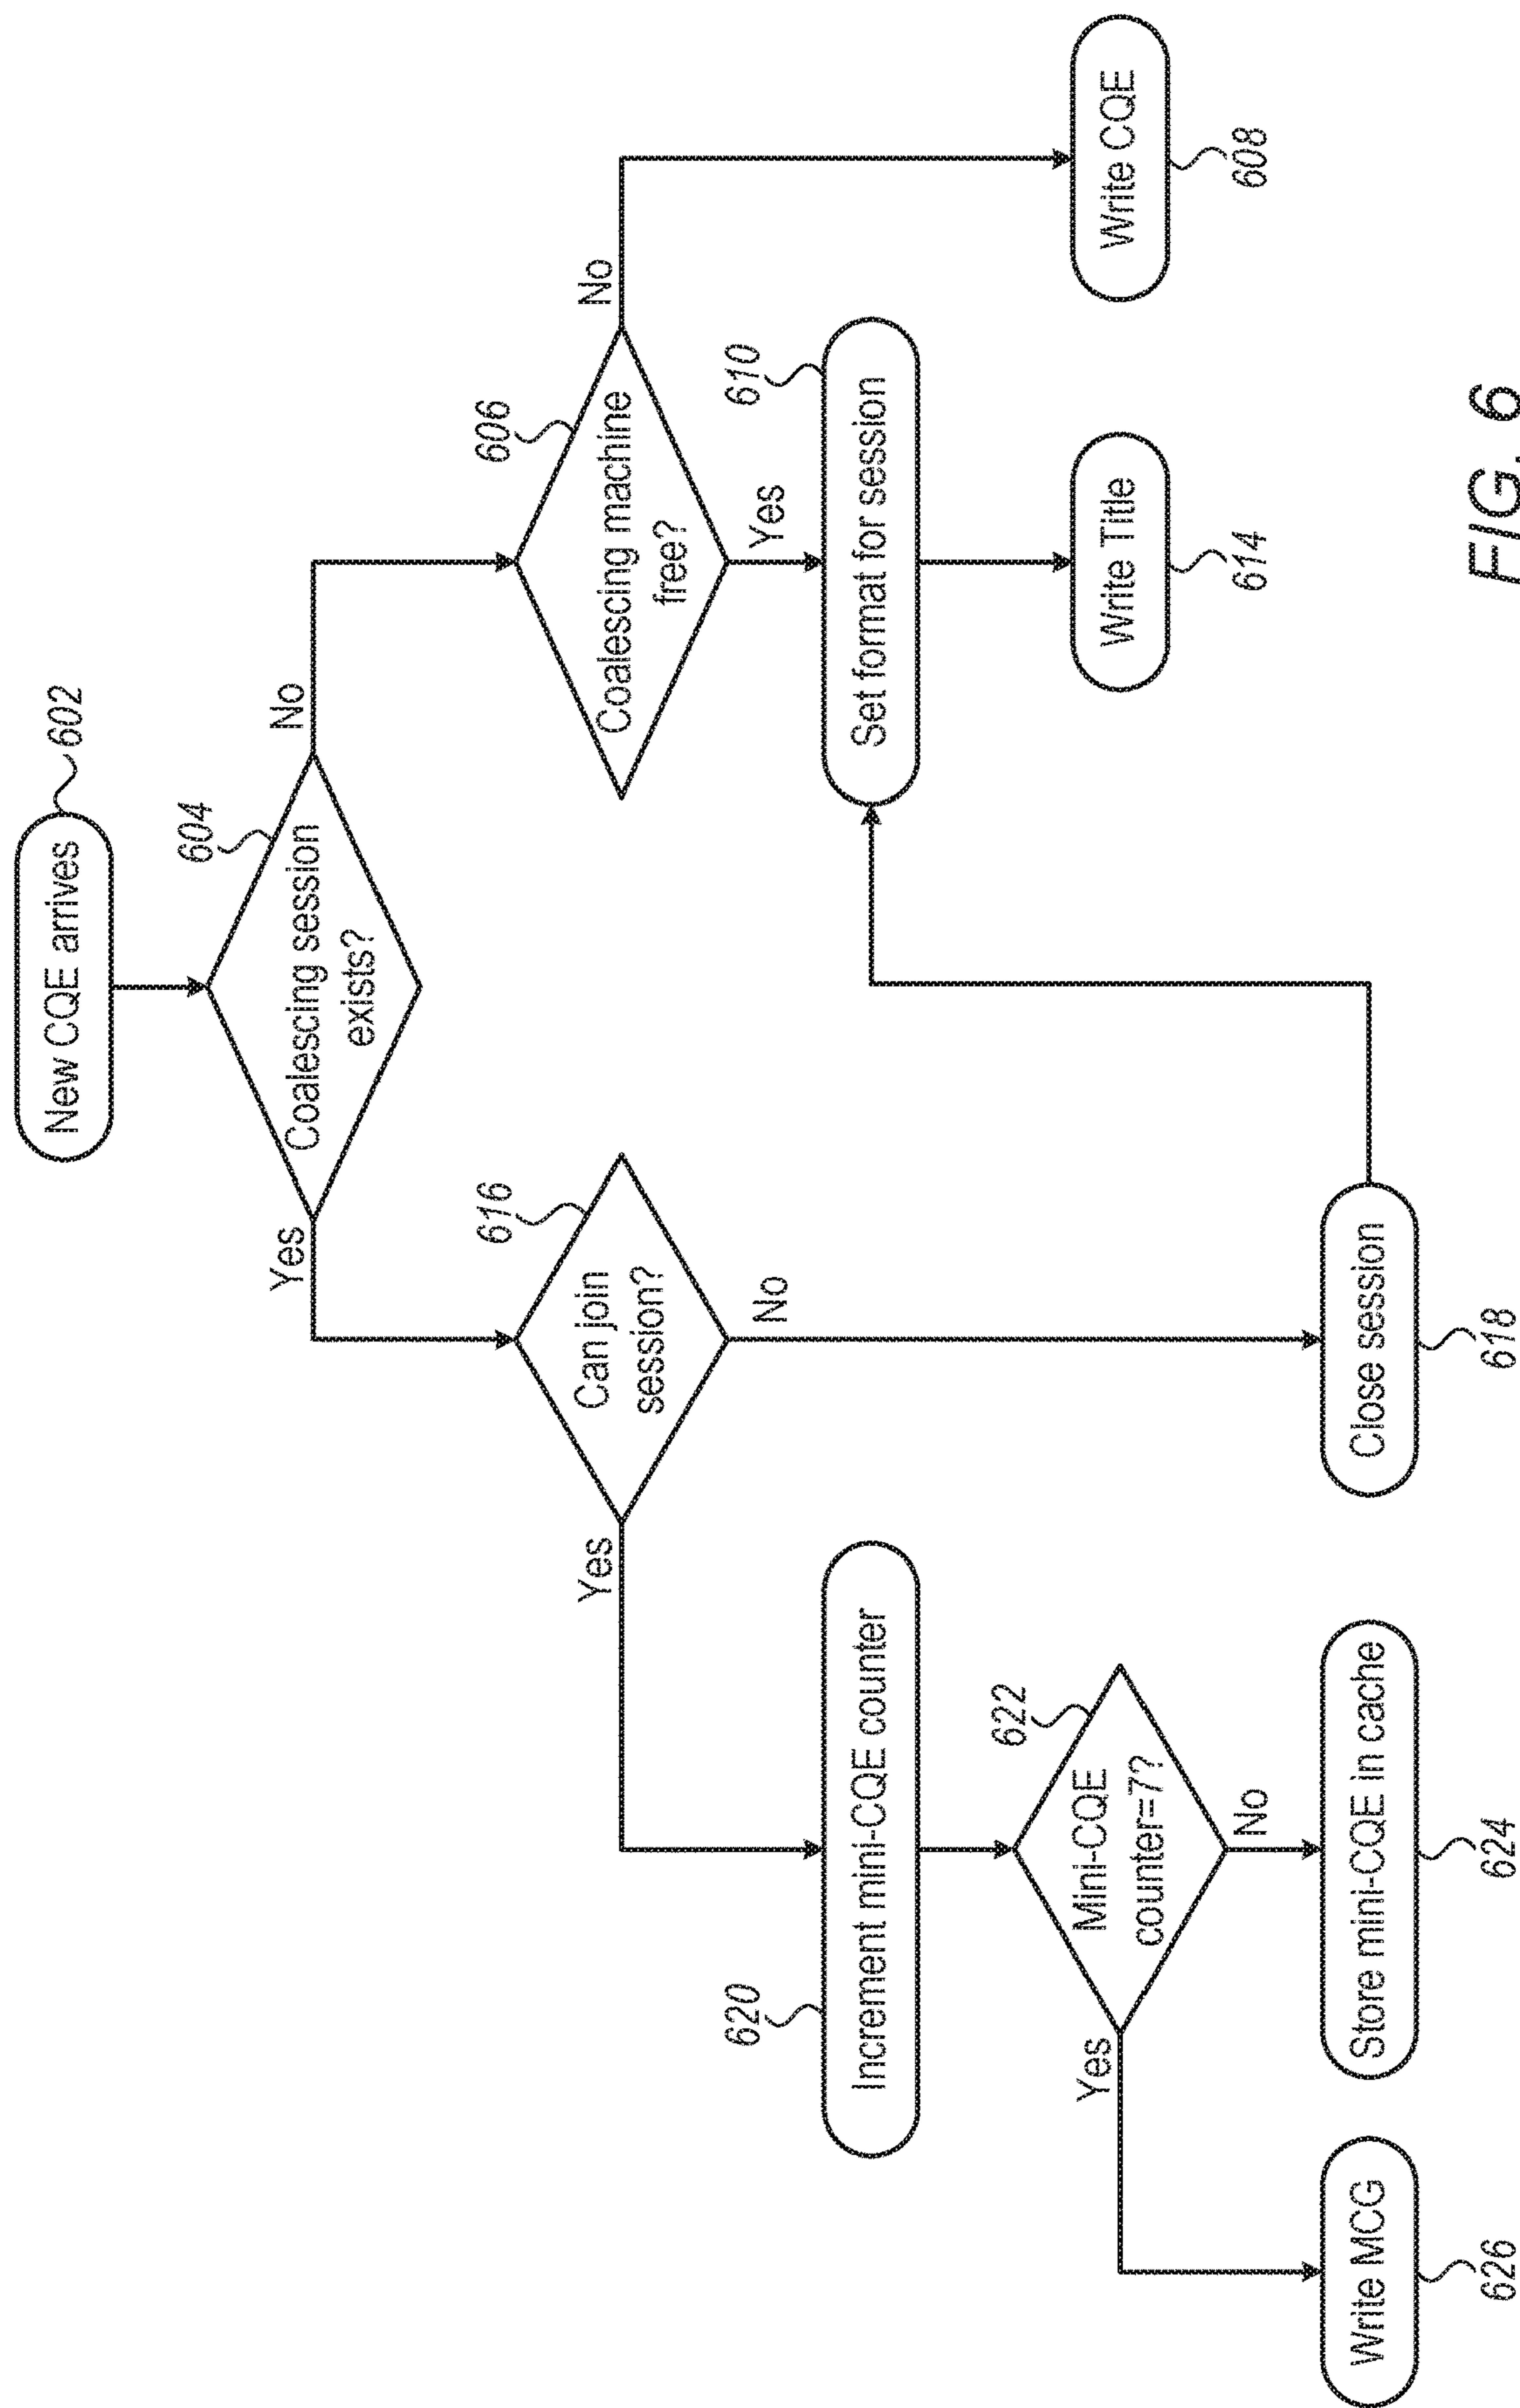 New CQE arrives
602
604
Coalescing session
exists?
Yes
No
616
Can join
session?
Yes
No
606
Coalescing machine
free?
No
Yes
620
Increment mini-CQE counter
610
Set format for session
622
Mini-CQE
counter=7?
Yes
No
Write Title
614
Write CQE
608
Write MCG
626
Store mini-CQE in cache
624
Close session
618
FIG. 6